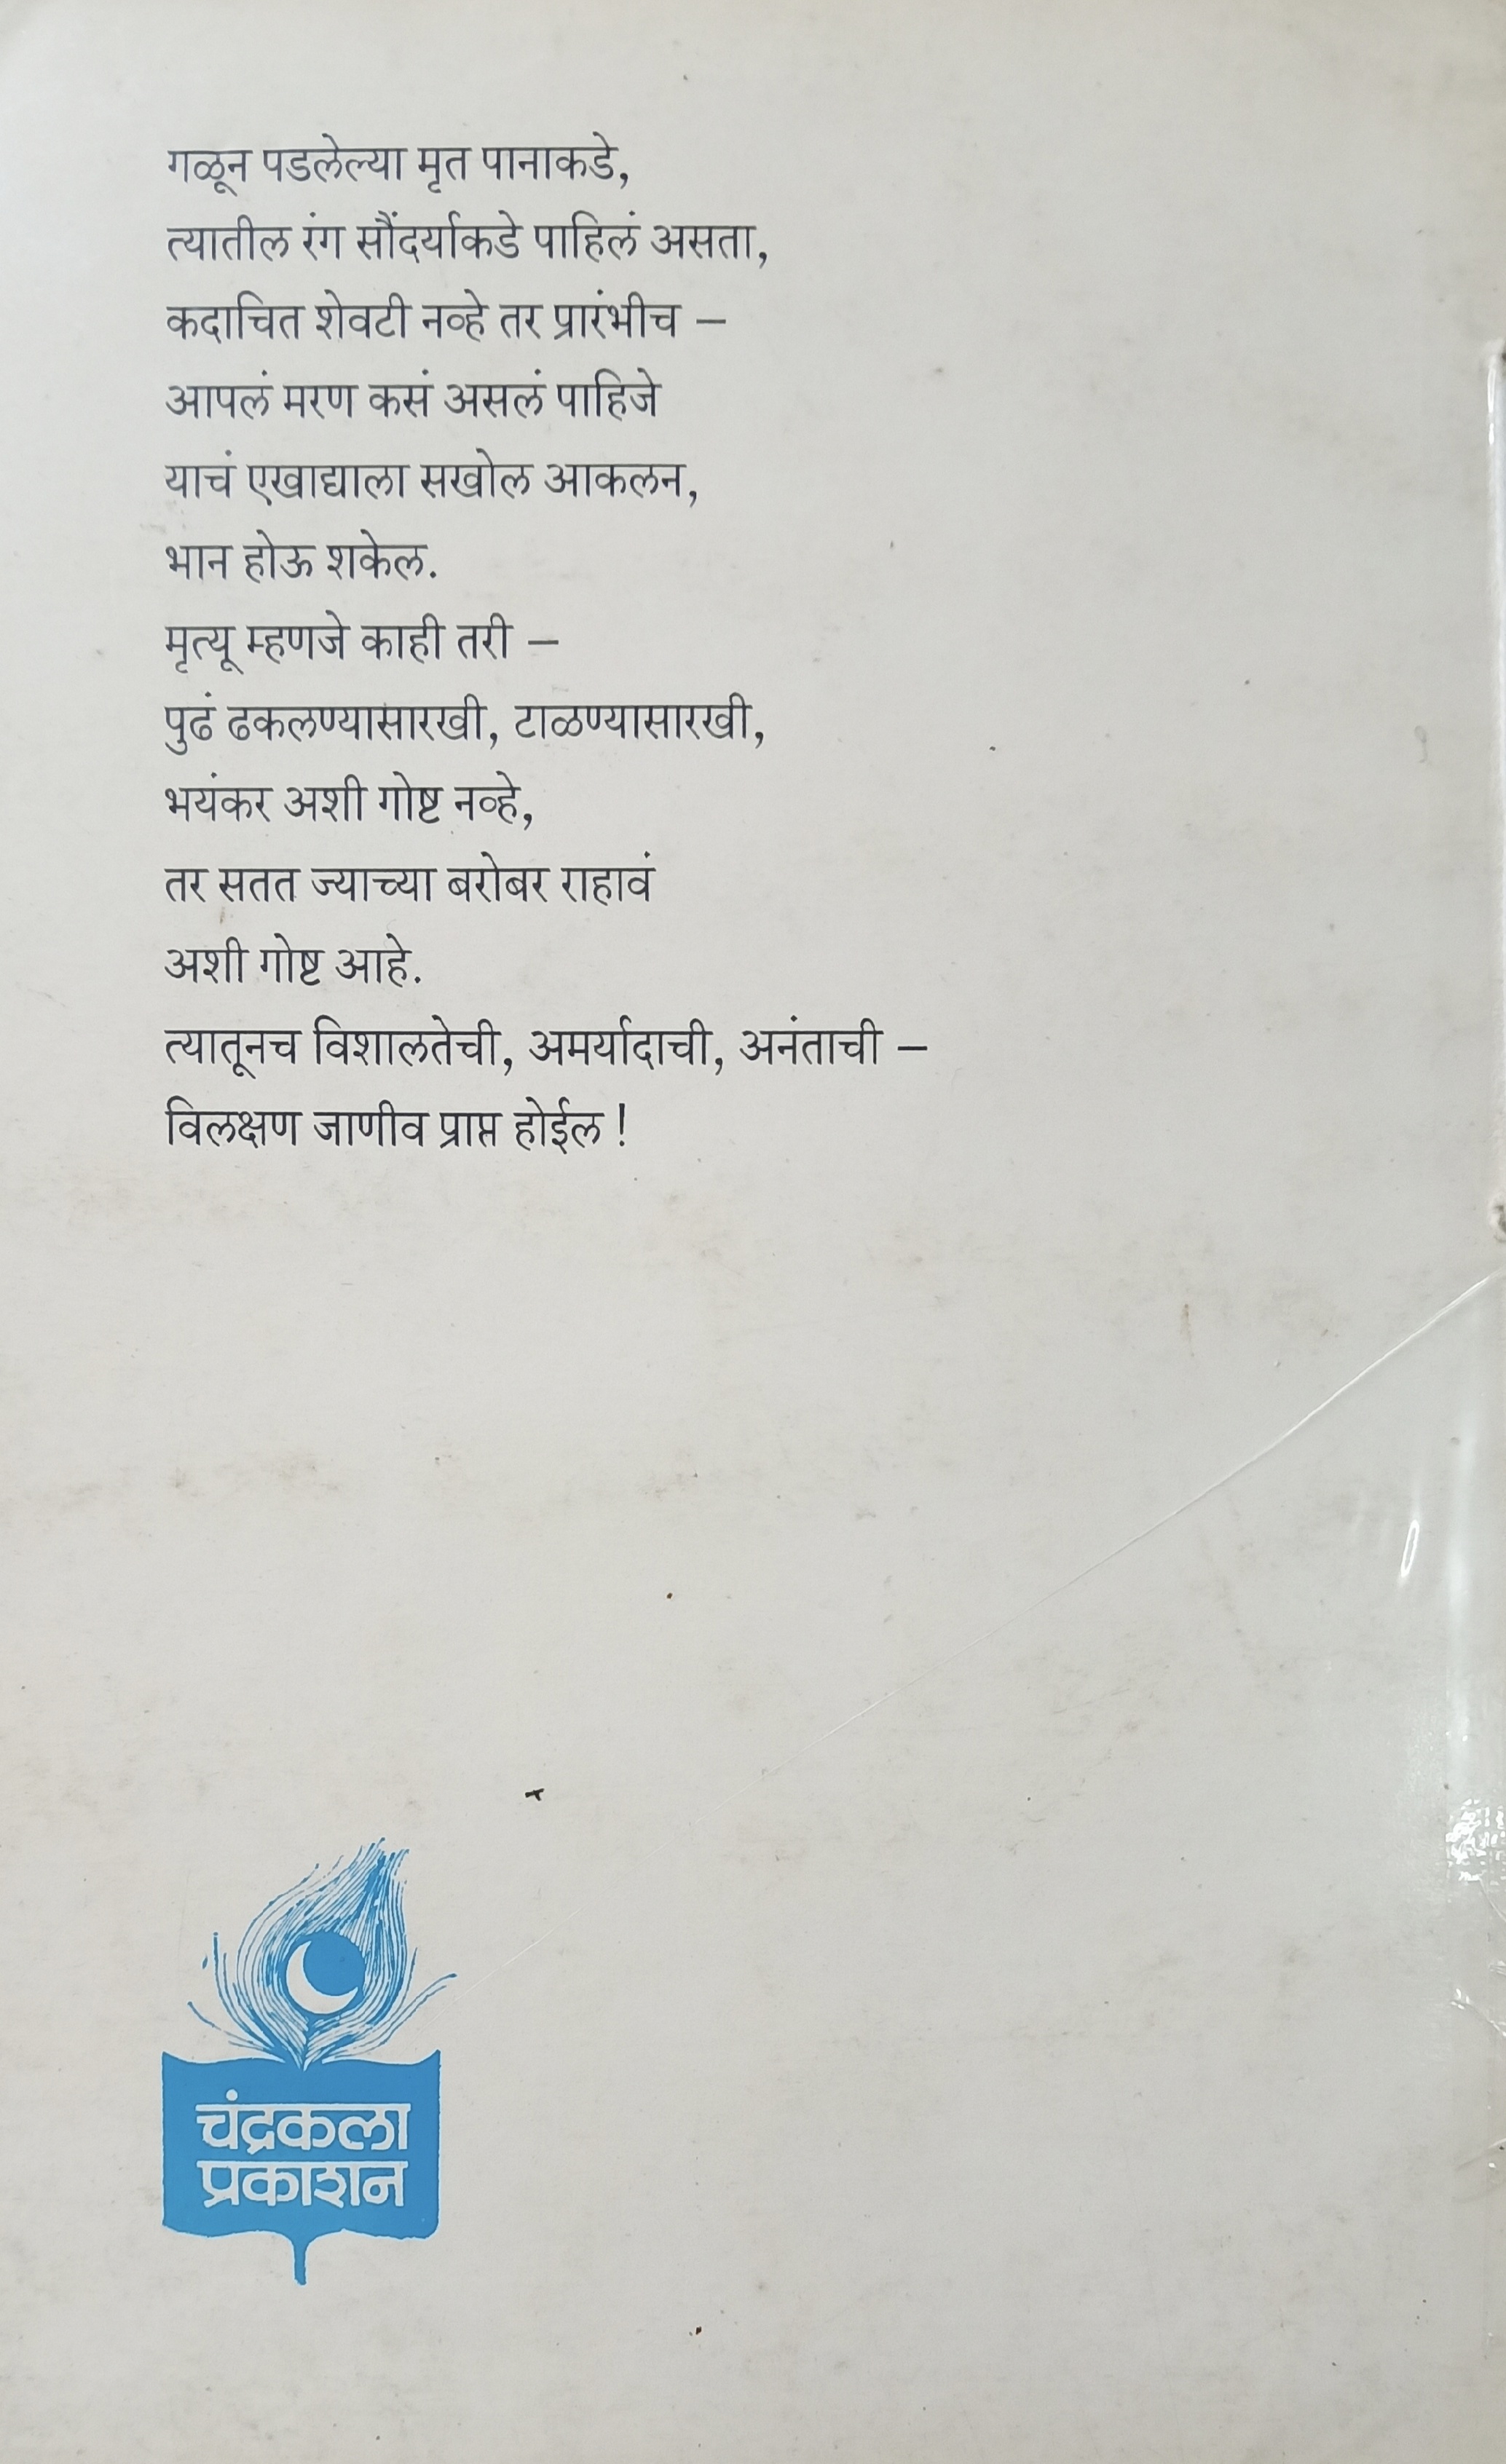 गळून पडलेल्या मृत पानाकडे,
त्यातील रंग सौंदर्याकडे पाहिलं असता,
कदाचित शेवटी नव्हे तर प्रारंभीच –
आपलं मरण कसं असलं पाहिजे
याचं एखाद्याला सखोल आकलन,
भान होऊ शकेल.
मृत्यू म्हणजे काही तरी –
पुढं ढकलण्यासारखी, टाळण्यासारखी,
भयंकर अशी गोष्ट नव्हे,
तर सतत ज्याच्या बरोबर राहावं
अशी गोष्ट आहे.
त्यातूनच विशालतेची, अमर्यादाची, अनंताची –
विलक्षण जाणीव प्राप्त होईल !
चंद्रकला
प्रकाशन